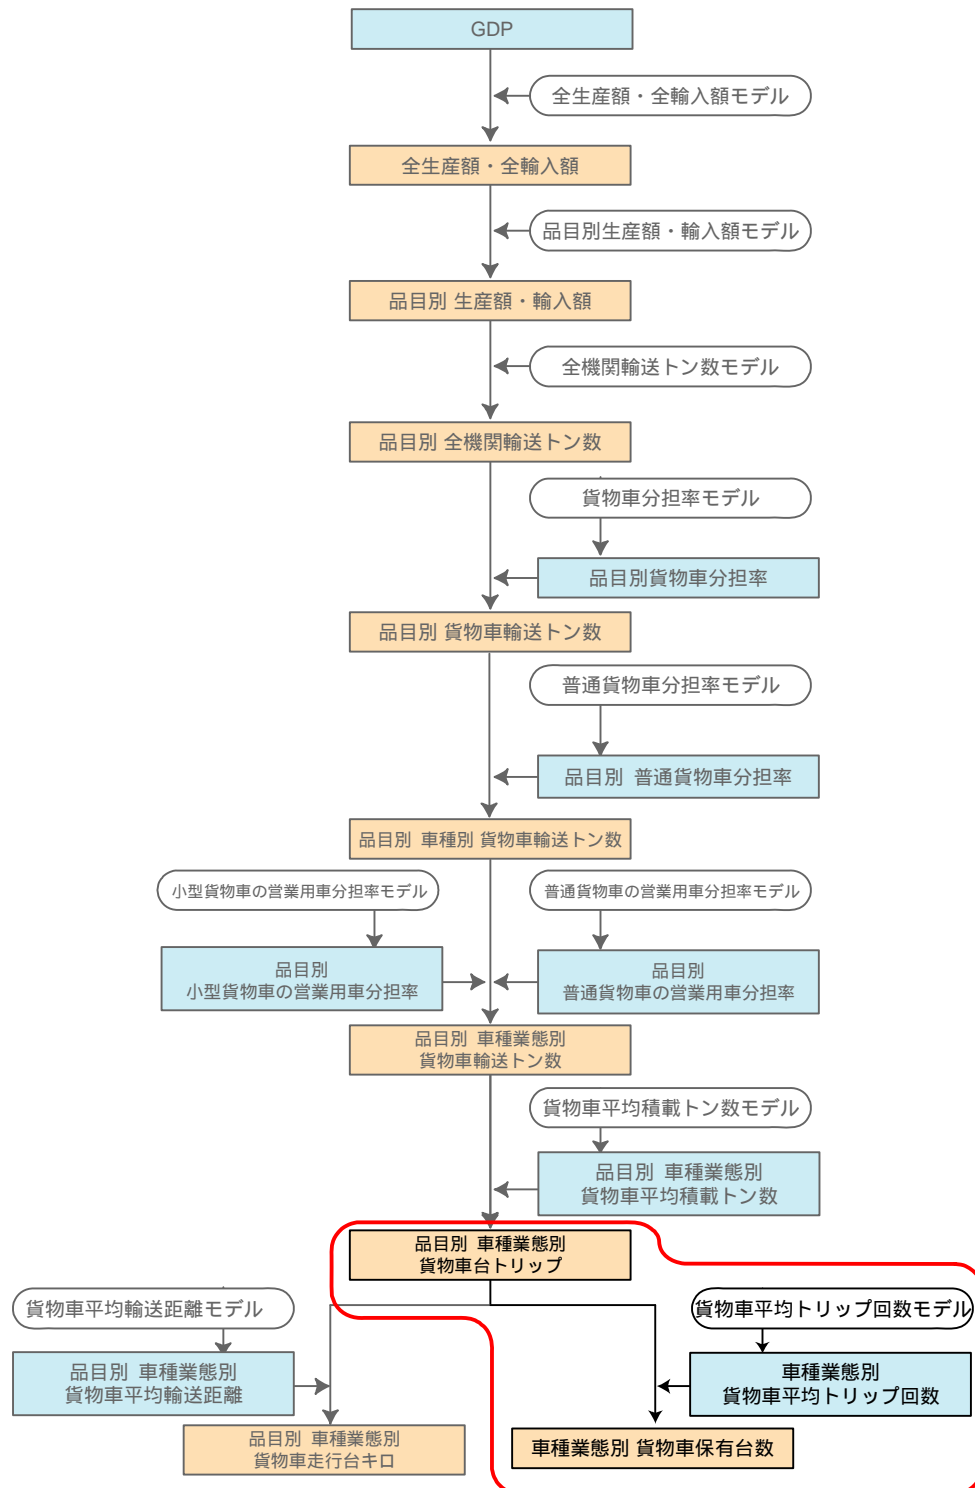 GDP
全生産額・全輸入額モデル
全生産額・全輸入額
品目別生産額・輸入額モデル
品目別 生産額・輸入額
全機関輸送トン数モデル
品目別 全機関輸送トン数
貨物車分担率モデル
品目別貨物車分担率
品目別 貨物車輸送トン数
普通貨物車分担率モデル
品目別 普通貨物車分担率
品目別 車種別 貨物車輸送トン数
小型貨物車の営業用車分担率モデル
普通貨物車の営業用車分担率モデル
品目別
小型貨物車の営業用車分担率
品目別
普通貨物車の営業用車分担率
品目別 車種業態別
貨物車輸送トン数
貨物車平均積載トン数モデル
品目別 車種業態別
貨物車平均積載トン数
品目別 車種業態別
貨物車台トリップ
貨物車平均輸送距離モデル
貨物車平均トリップ回数モデル
品目別 車種業態別
貨物車平均輸送距離
車種業態別
貨物車平均トリップ回数
品目別 車種業態別
貨物車走行台キロ
車種業態別 貨物車保有台数